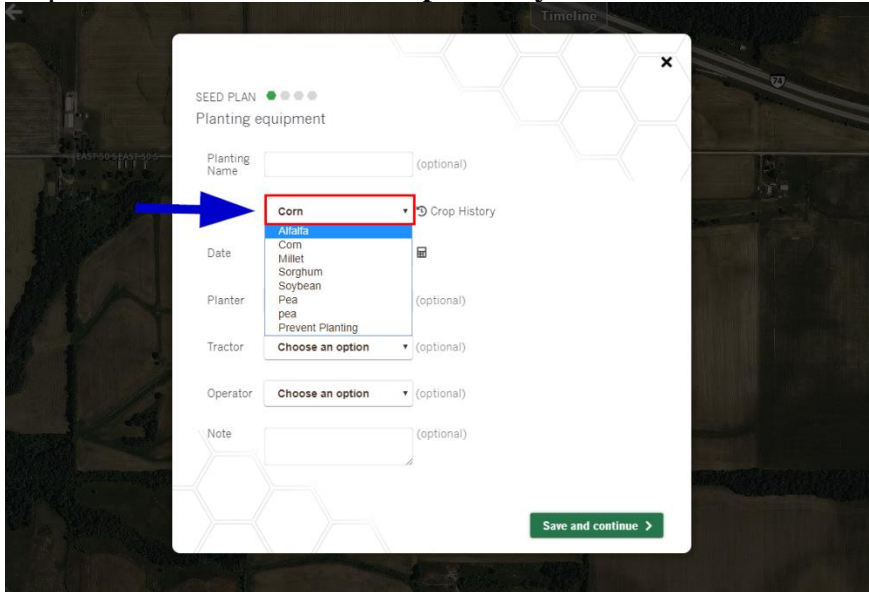 Timeline
74
EAST-50-S EAST-50-S
SEED PLAN
Planting equipment
Planting Name (optional)
Corn Crop History
Alfalfa
Corn
Millet
Sorghum
Soybean
Pea
pea
Prevent Planting
Date
Planter (optional)
Tractor Choose an option (optional)
Operator Choose an option (optional)
Note (optional)
Save and continue